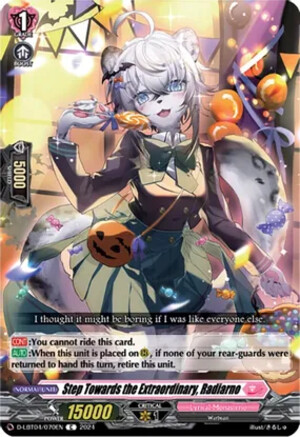 1
GRADE
BOOST
5000
SHIELD
I thought it might be boring if I was like everyone else.
CONT:You cannot ride this card.
AUTO:When this unit is placed on (R), if none of your rear-guards were
returned to hand this turn, retire this unit.
NORMAL UNIT
Step Towards the Extraordinary, Radiarno
Lyrical Monasterio
POWER
15000
CRITICAL
1
D-LBT04/070EN C 2024